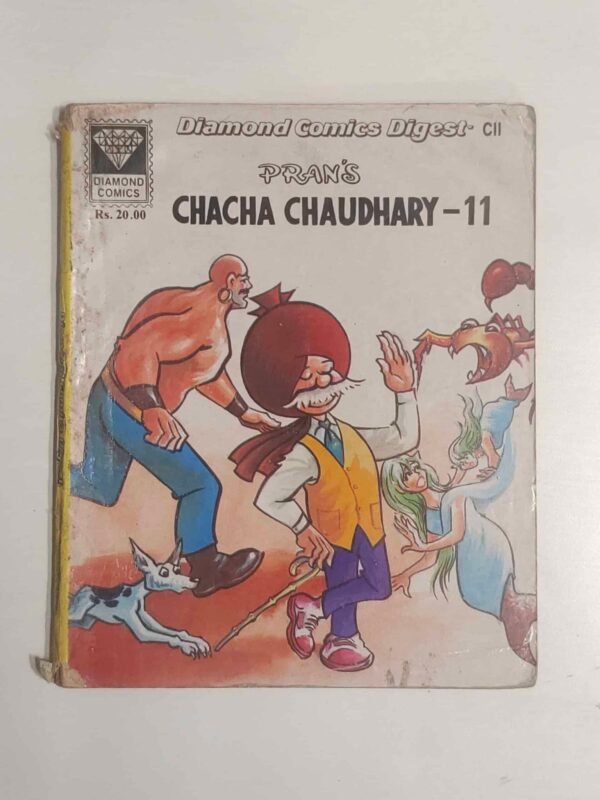 Diamond Comics Digest- CII
DIAMOND
COMICS
Rs. 20.00
PRAN'S
CHACHA CHAUDHARY-11